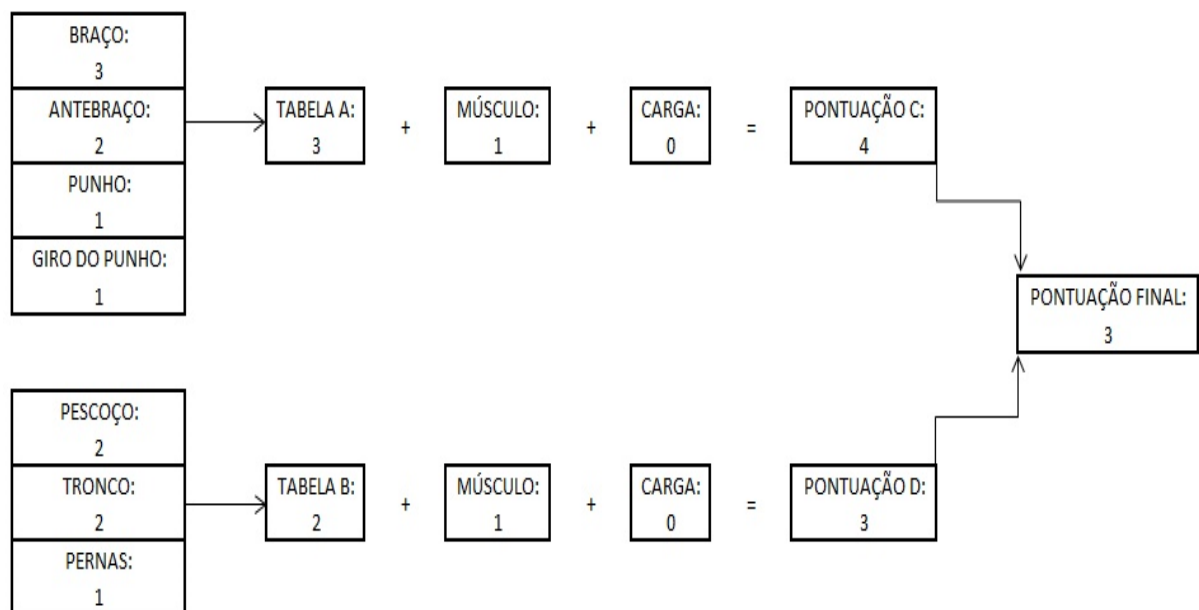 BRAÇO:
3
ANTEBRAÇO:
2
PUNHO:
1
GIRO DO PUNHO:
1
TABELA A:
3
+
MÚSCULO:
1
+
CARGA:
0
=
PONTUAÇÃO C:
4
PONTUAÇÃO FINAL:
3
PESCOÇO:
2
TRONCO:
2
PERNAS:
1
TABELA B:
2
+
MÚSCULO:
1
+
CARGA:
0
=
PONTUAÇÃO D:
3